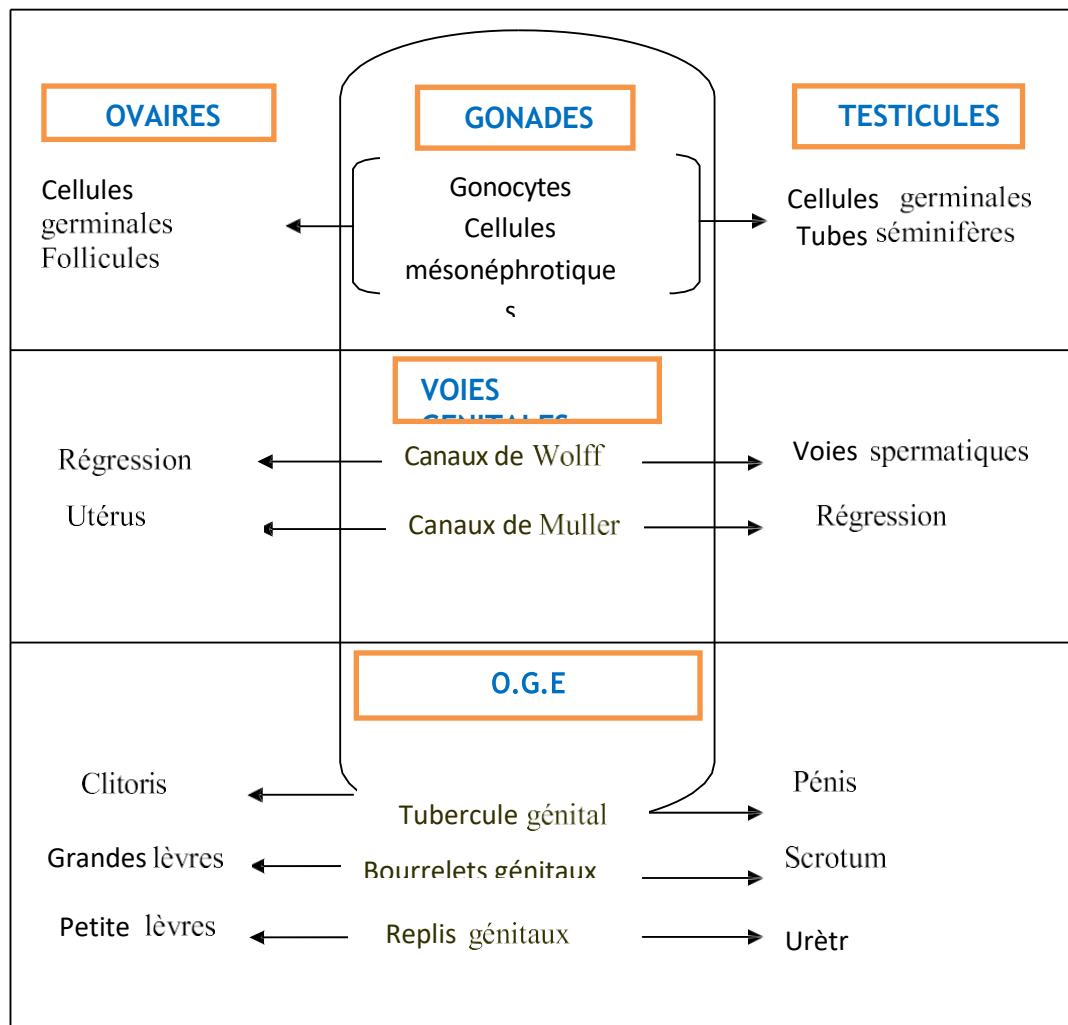 OVAIRES
GONADES
TESTICULES
Cellules
germinales
Follicules
Gonocytes
Cellules
mésonéphrotique
s
Cellules germinales
Tubes séminifères
VOIES
GENITALES
Régression
Canaux de Wolff
Voies spermatiques
Utérus
Canaux de Muller
Régression
O.G.E
Clitoris
Tubercule génital
Pénis
Grandes lèvres
Bourrelets génitaux
Scrotum
Petite lèvres
Replis génitaux
Urètr